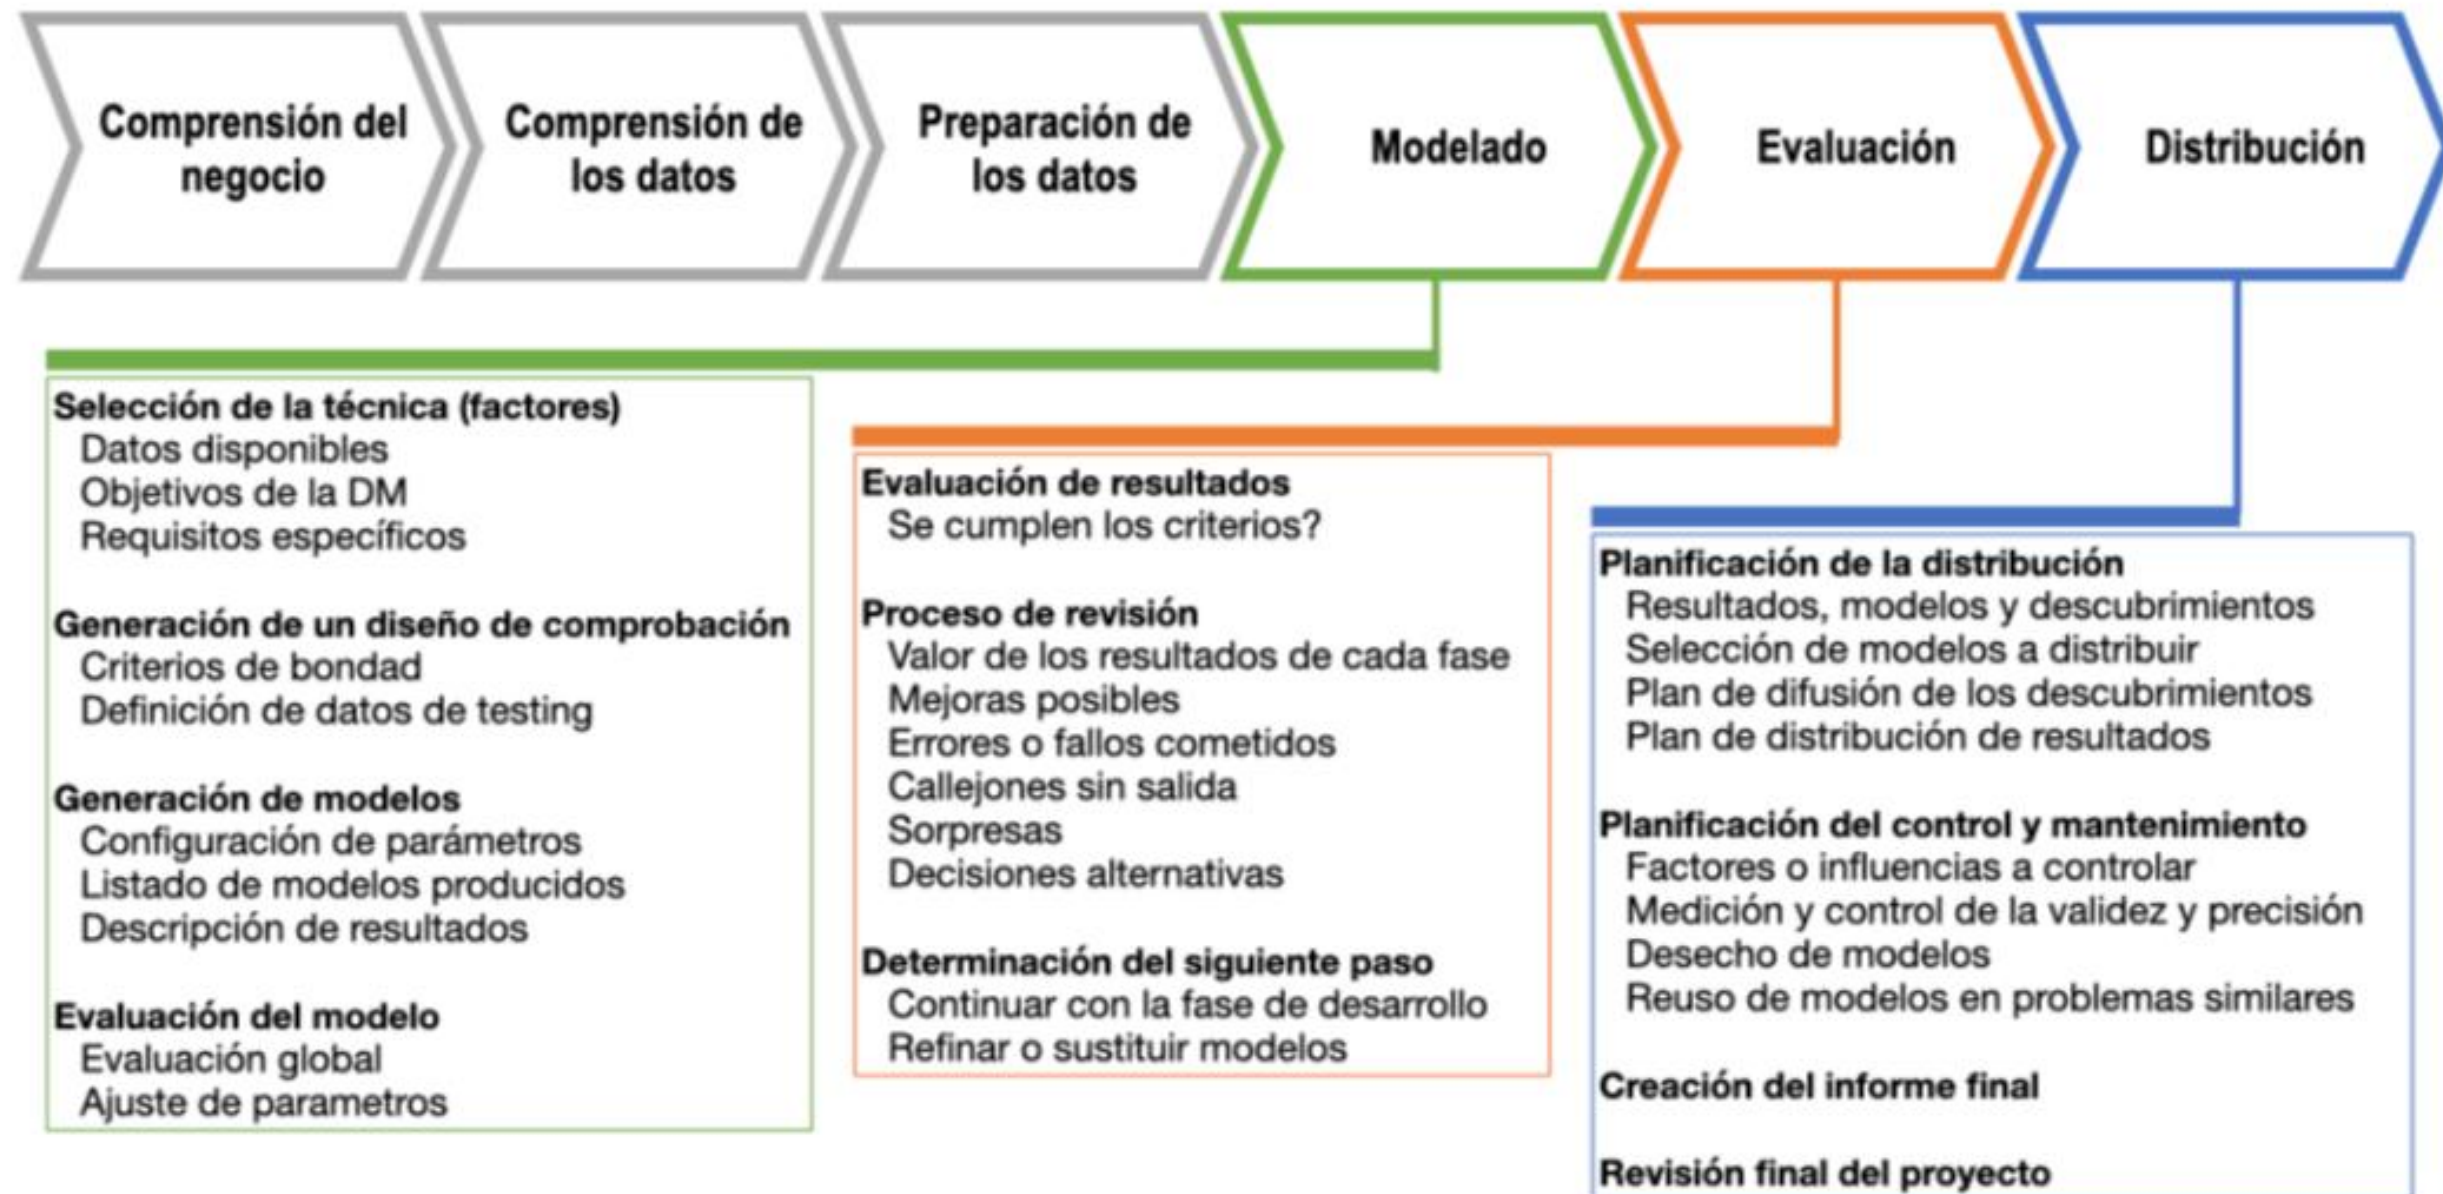 Comprensión del
negocio
Comprensión de
los datos
Preparación de
los datos
Modelado
Evaluación
Distribución
Selección de la técnica (factores)
Datos disponibles
Objetivos de la DM
Requisitos específicos
Generación de un diseño de comprobación
Criterios de bondad
Definición de datos de testing
Generación de modelos
Configuración de parámetros
Listado de modelos producidos
Descripción de resultados
Evaluación del modelo
Evaluación global
Ajuste de parametros
Evaluación de resultados
Se cumplen los criterios?
Proceso de revisión
Valor de los resultados de cada fase
Mejoras posibles
Errores o fallos cometidos
Callejones sin salida
Sorpresas
Decisiones alternativas
Determinación del siguiente paso
Continuar con la fase de desarrollo
Refinar o sustituir modelos
Planificación de la distribución
Resultados, modelos y descubrimientos
Selección de modelos a distribuir
Plan de difusión de los descubrimientos
Plan de distribución de resultados
Planificación del control y mantenimiento
Factores o influencias a controlar
Medición y control de la validez y precisión
Desecho de modelos
Reuso de modelos en problemas similares
Creación del informe final
Revisión final del proyecto